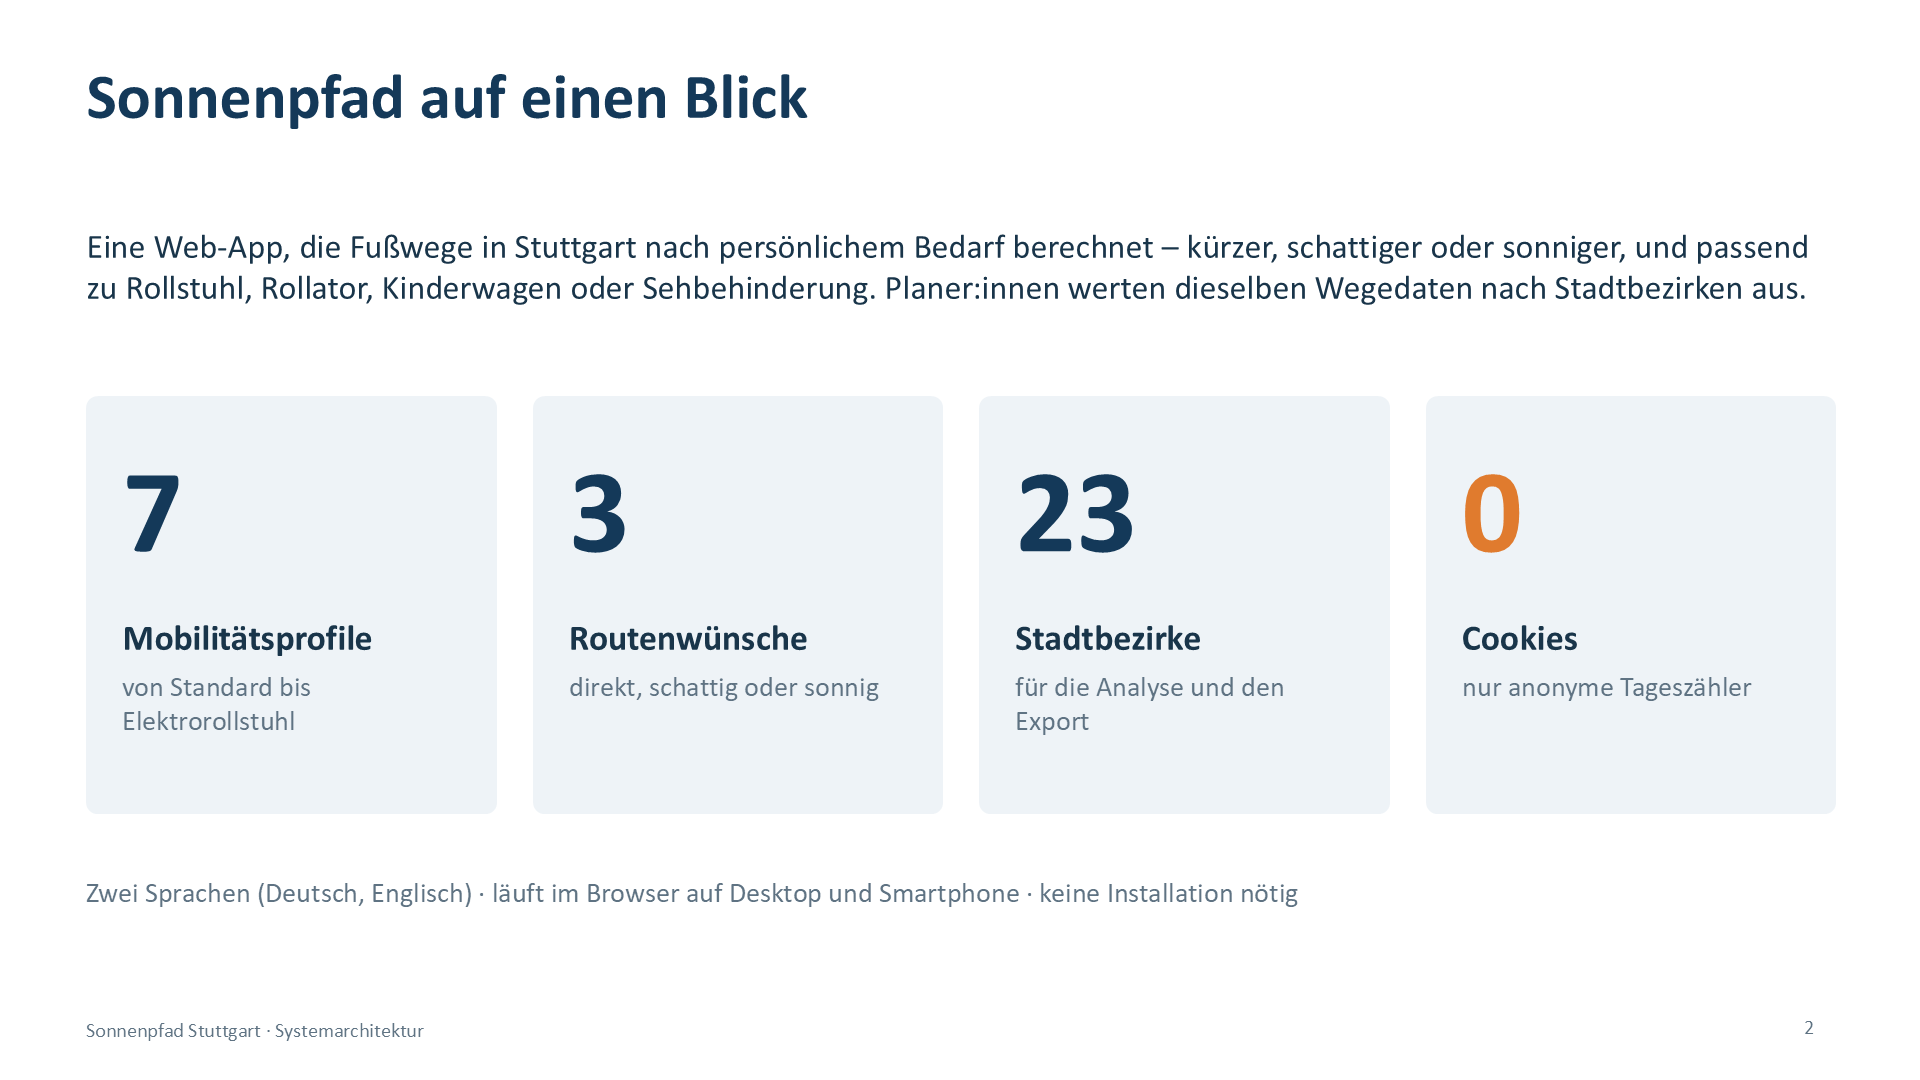 Sonnenpfad auf einen Blick
Eine Web-App, die Fußwege in Stuttgart nach persönlichem Bedarf berechnet – kürzer, schattiger oder sonniger, und passend
zu Rollstuhl, Rollator, Kinderwagen oder Sehbehinderung. Planer:innen werten dieselben Wegedaten nach Stadtbezirken aus.
7
Mobilitätsprofile
von Standard bis
Elektrorollstuhl
3
Routenwünsche
direkt, schattig oder sonnig
23
Stadtbezirke
für die Analyse und den
Export
0
Cookies
nur anonyme Tageszähler
Zwei Sprachen (Deutsch, Englisch) · läuft im Browser auf Desktop und Smartphone · keine Installation nötig
Sonnenpfad Stuttgart · Systemarchitektur
2